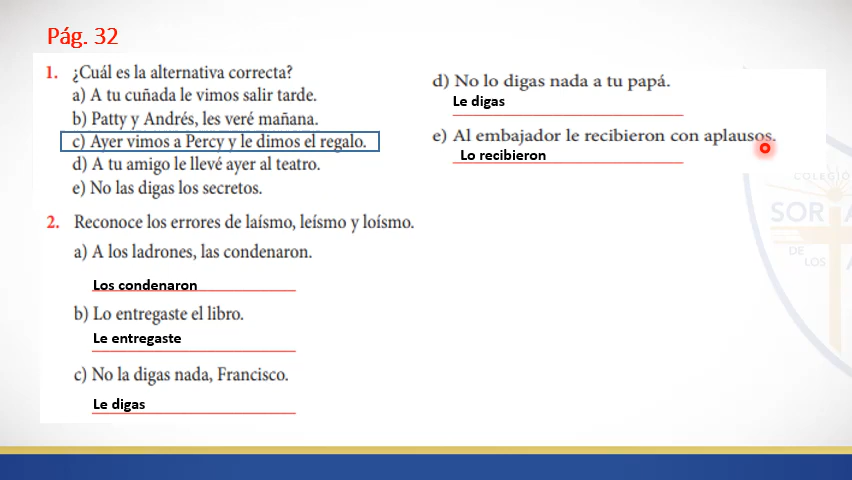 Pág. 32
1. ¿Cuál es la alternativa correcta?
a) A tu cuñada le vimos salir tarde.
b) Patty y Andrés, les veré mañana.
c) Ayer vimos a Percy y le dimos el regalo.
d) A tu amigo le llevé ayer al teatro.
e) No las digas los secretos.
2. Reconoce los errores de laísmo, leísmo y loísmo.
a) A los ladrones, las condenaron.
Los condenaron
b) Lo entregaste el libro.
Le entregaste
c) No la digas nada, Francisco.
Le digas
d) No lo digas nada a tu papá.
Le digas
e) Al embajador le recibieron con aplausos.
Lo recibieron
COLEGIO
SOR
DE
LOS